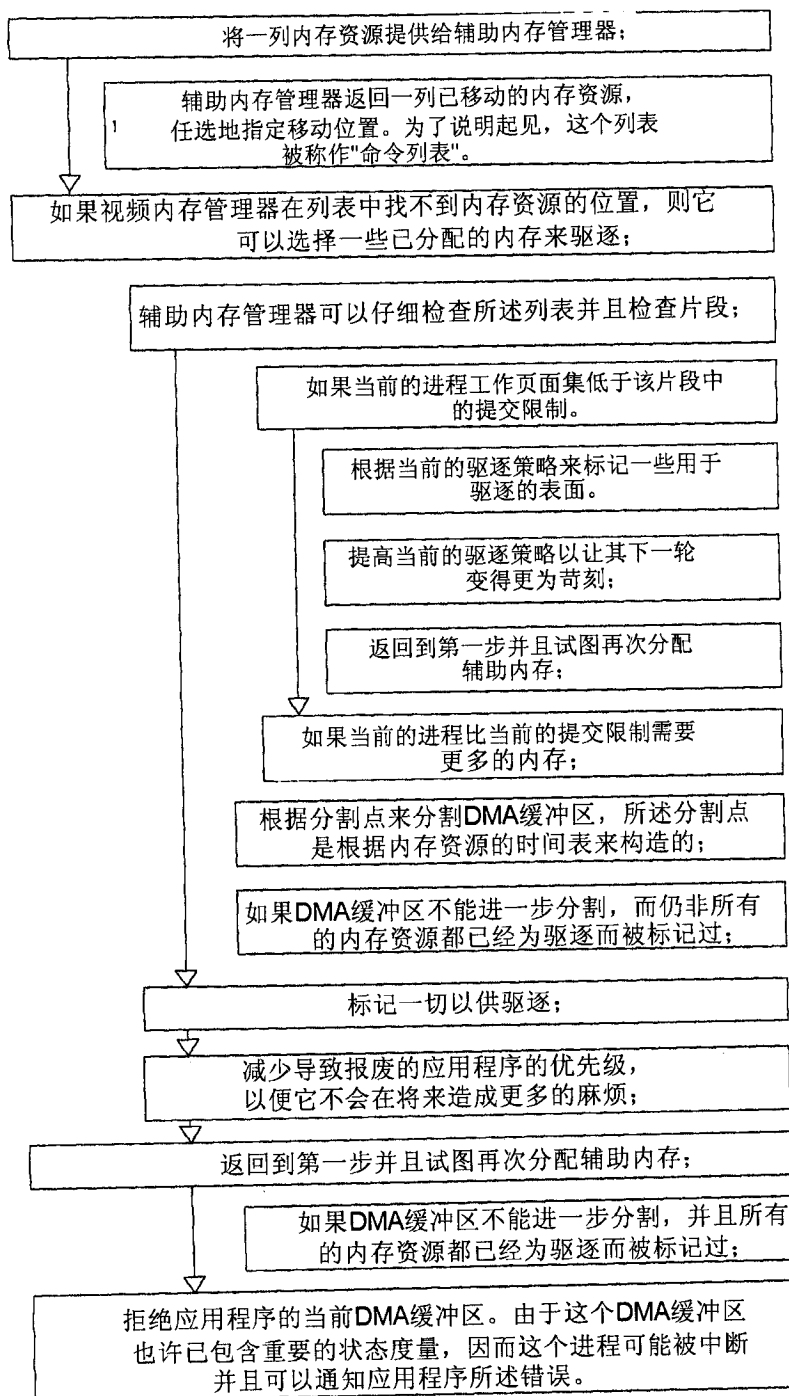 将一列内存资源提供给辅助内存管理器；
辅助内存管理器返回一列已移动的内存资源，
任选地指定移动位置。为了说明起见，这个列表
被称作"命令列表"。
如果视频内存管理器在列表中找不到内存资源的位置，则它
可以选择一些已分配的内存来驱逐；
辅助内存管理器可以仔细检查所述列表并且检查片段；
如果当前的进程工作页面集低于该片段中
的提交限制。
根据当前的驱逐策略来标记一些用于
驱逐的表面。
提高当前的驱逐策略以让其下一轮
变得更为苛刻；
返回到第一步并且试图再次分配
辅助内存；
如果当前的进程比当前的提交限制需要
更多的内存；
根据分割点来分割DMA缓冲区，所述分割点
是根据内存资源的时间表来构造的；
如果DMA缓冲区不能进一步分割，而仍非所有
的内存资源都已经为驱逐而被标记过；
标记一切以供驱逐；
减少导致报废的应用程序的优先级，
以便它不会在将来造成更多的麻烦；
返回到第一步并且试图再次分配辅助内存；
如果DMA缓冲区不能进一步分割，并且所有
的内存资源都已经为驱逐而被标记过；
拒绝应用程序的当前DMA缓冲区。由于这个DMA缓冲区
也许已包含重要的状态度量，因而这个进程可能被中断
并且可以通知应用程序所述错误。